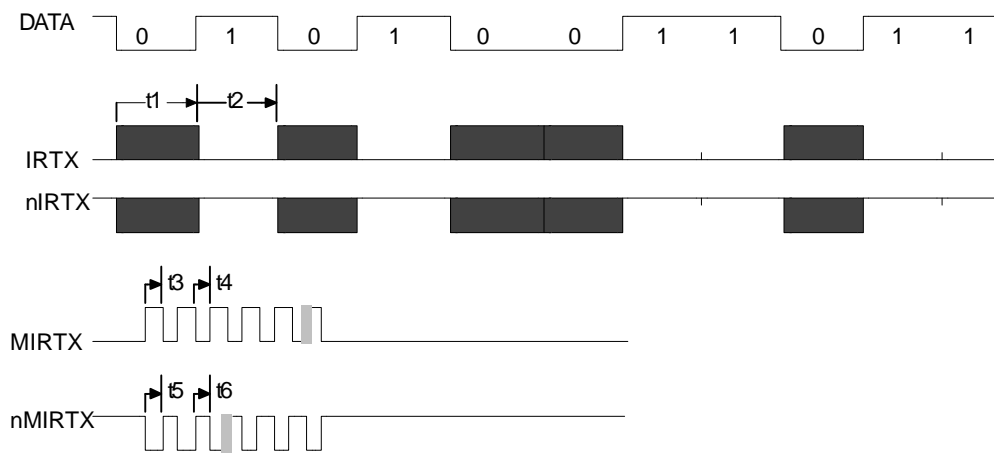 DATA
0 1 0 1 0 0 1 1 0 1 1
t1 t2
IRTX
nIRTX
t3 t4
MIRTX
t5 t6
nMIRTX